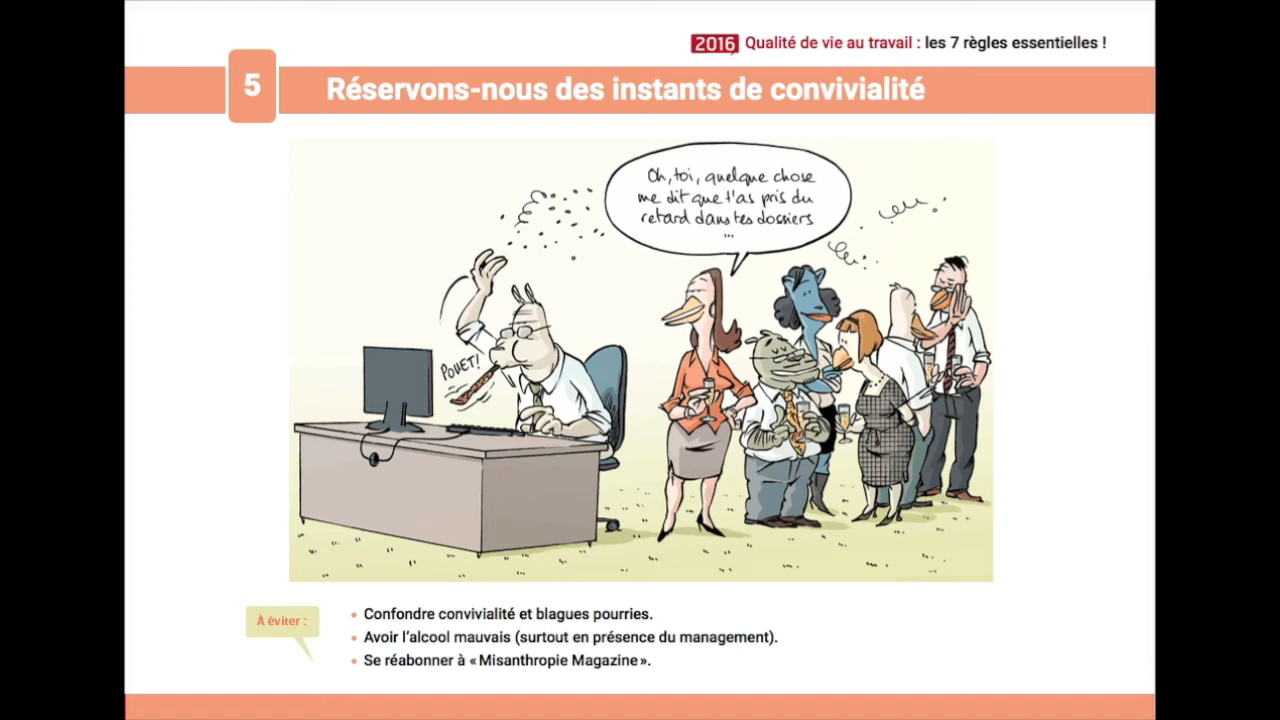 2016 Qualité de vie au travail : les 7 règles essentielles !
5 Réservons-nous des instants de convivialité
Oh, toi, quelque chose
me dit que t'as pris du
retard dans tes dossiers
...
POUET!
À éviter :
• Confondre convivialité et blagues pourries.
• Avoir l'alcool mauvais (surtout en présence du management).
• Se réabonner à « Misanthropie Magazine ».